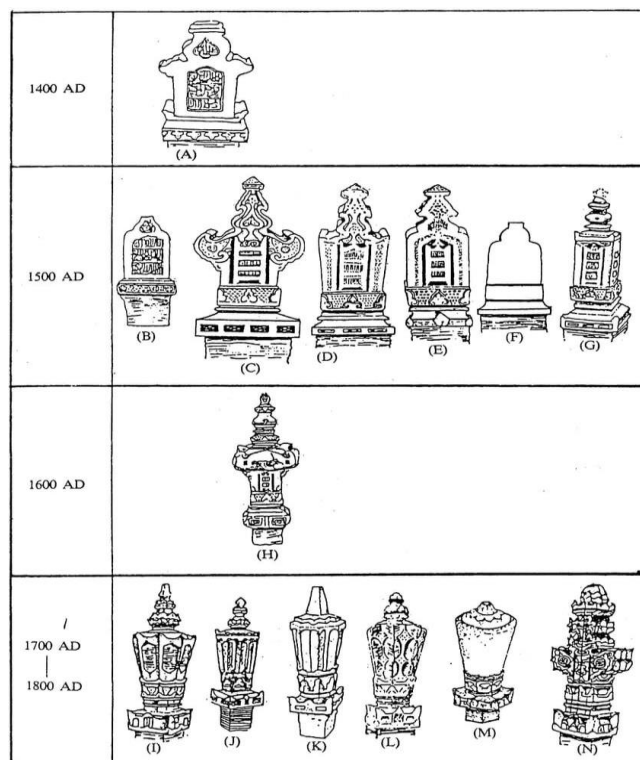 1400 AD
(A)
1500 AD
(B)
(C)
(D)
(E)
(F)
(G)
1600 AD
(H)
1700 AD
1800 AD
(I)
(J)
(K)
(L)
(M)
(N)